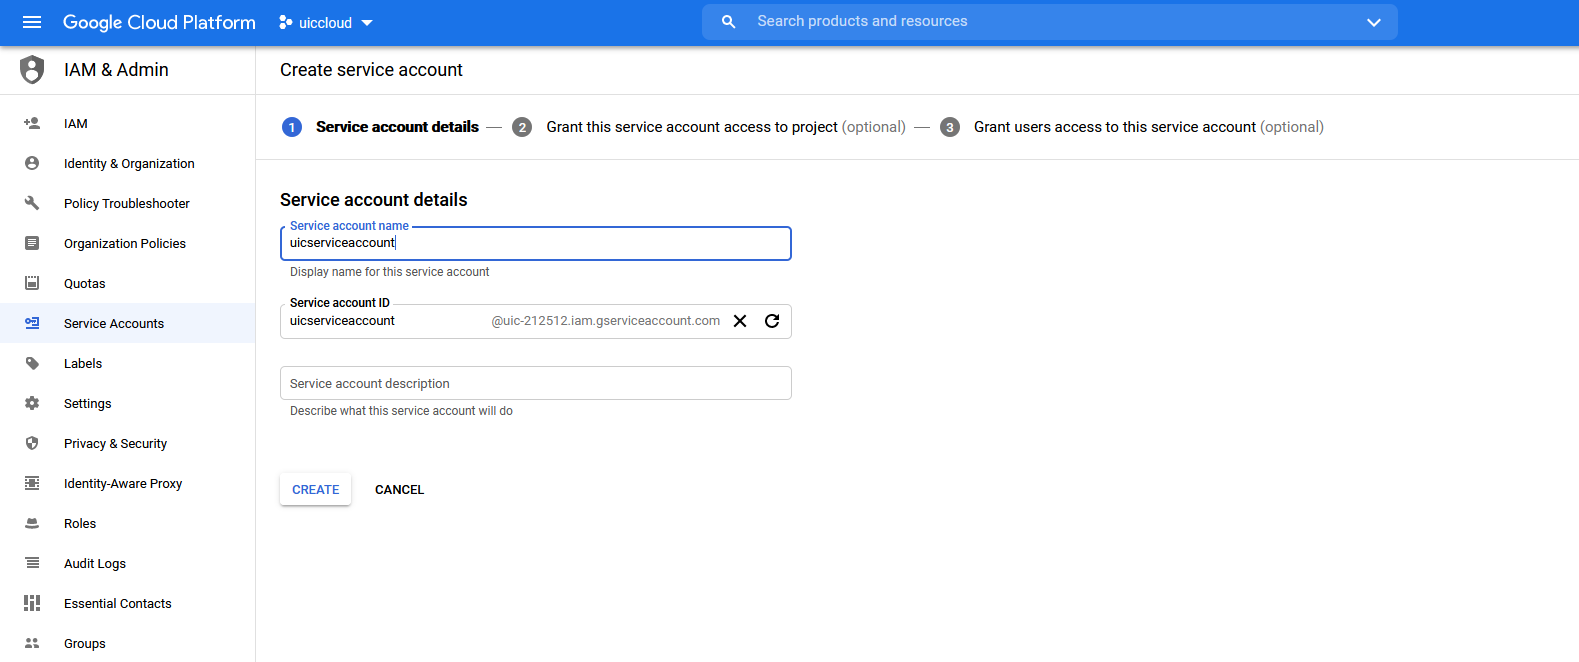 Google Cloud Platform
uiccloud
Search products and resources
IAM & Admin
Create service account
IAM
Identity & Organization
Policy Troubleshooter
Organization Policies
Quotas
Service Accounts
Labels
Settings
Privacy & Security
Identity-Aware Proxy
Roles
Audit Logs
Essential Contacts
Groups
1 Service account details — 2 Grant this service account access to project (optional) — 3 Grant users access to this service account (optional)
Service account details
Service account name
uicserviceaccount
Display name for this service account
Service account ID
uicserviceaccount @uic-212512.iam.gserviceaccount.com
Service account description
Describe what this service account will do
CREATE CANCEL